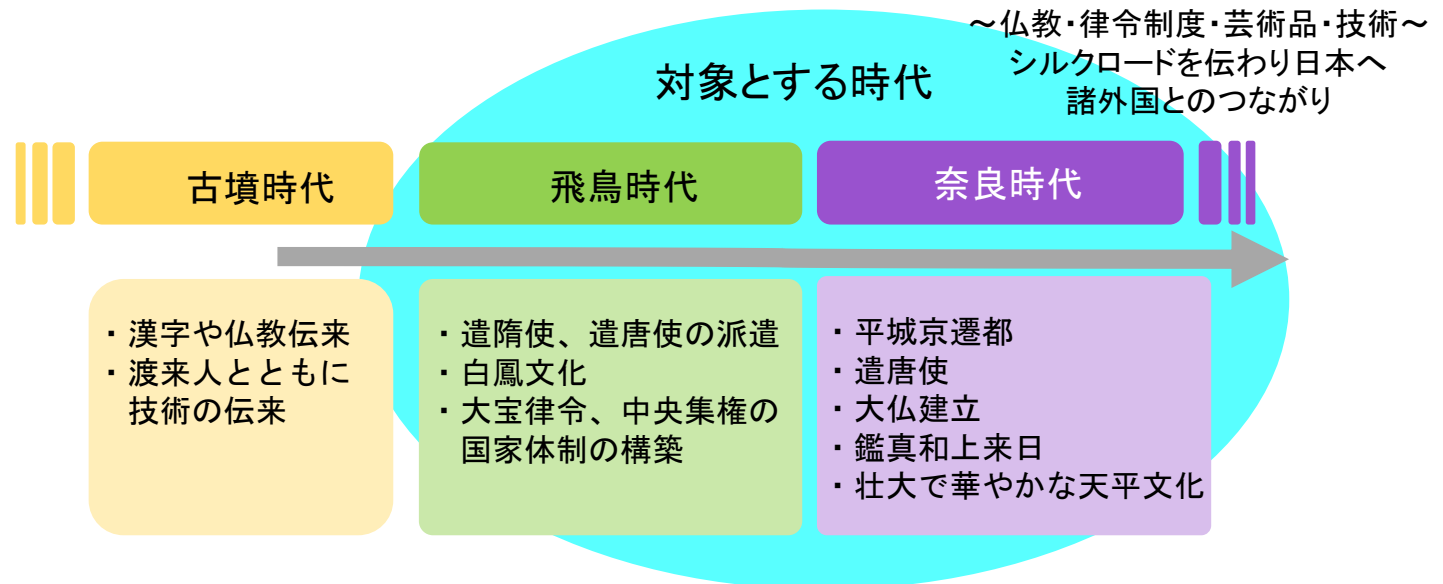 ～仏教・律令制度・芸術品・技術～
シルクロードを伝わり日本へ
諸外国とのつながり
対象とする時代
古墳時代
飛鳥時代
奈良時代
・漢字や仏教伝来
・渡来人とともに
技術の伝来
・遣隋使、遣唐使の派遣
・白鳳文化
・大宝律令、中央集権の
国家体制の構築
・平城京遷都
・遣唐使
・大仏建立
・鑑真和上来日
・壮大で華やかな天平文化